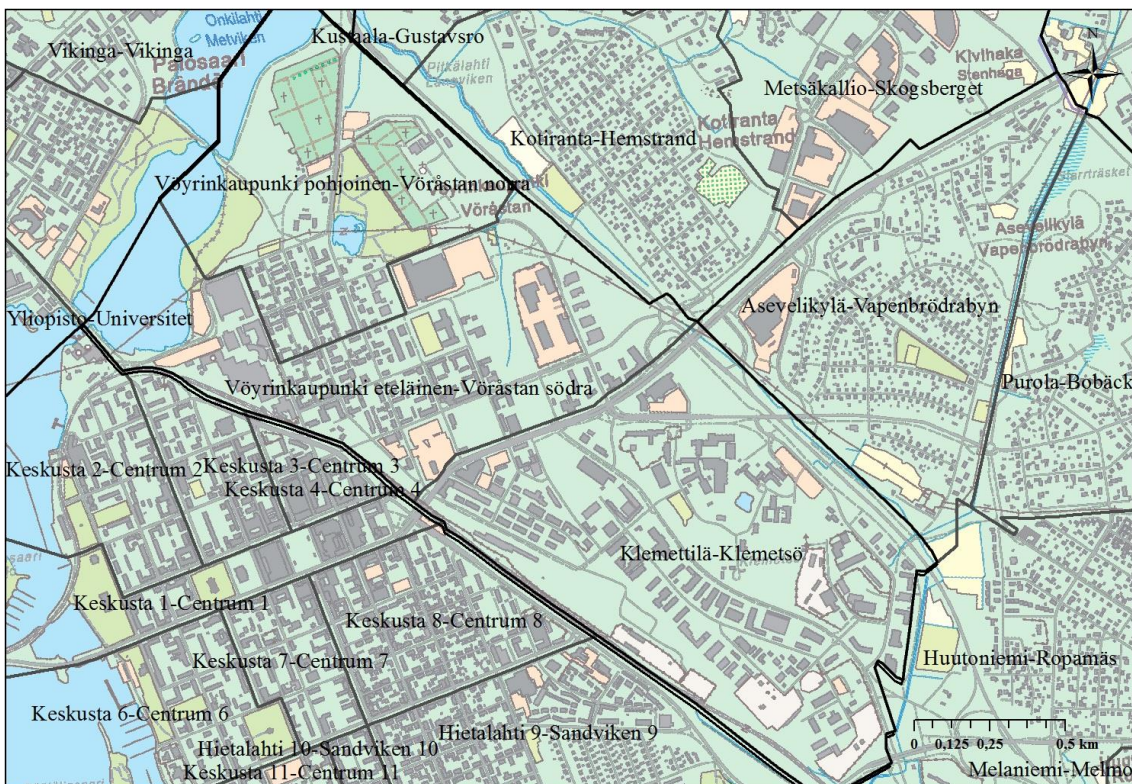 Onkilahti
Metviken
Vikinga-Vikinga
Kustaala-Gustavsro
Palosaari
Brändö
Pitkälahti
Kivihaka
Stenhaga
N
Metsäkallio-Skogsberget
Kotiranta
Hemstrand
Kotiranta-Hemstrand
Vöyrinkaupunki pohjoinen-Vöråstan norra
Vöråstan
Asevelikylä
Vapenbrödrabyn
Yliopisto-Universitet
Asevelikylä-Vapenbrödrabyn
Vöyrinkaupunki eteläinen-Vöråstan södra
Purola-Bobäck
Keskusta 2-Centrum 2
Keskusta 3-Centrum 3
Keskusta 4-Centrum 4
Klemettilä-Klemetsö
Keskusta 1-Centrum 1
Keskusta 8-Centrum 8
Keskusta 7-Centrum 7
Huutoniemi-Ropamäs
Keskusta 6-Centrum 6
Hietalahti 9-Sandviken 9
Hietalahti 10-Sandviken 10
Keskusta 11-Centrum 11
0 0,125 0,25 0,5 km
Melaniemi-Melmo